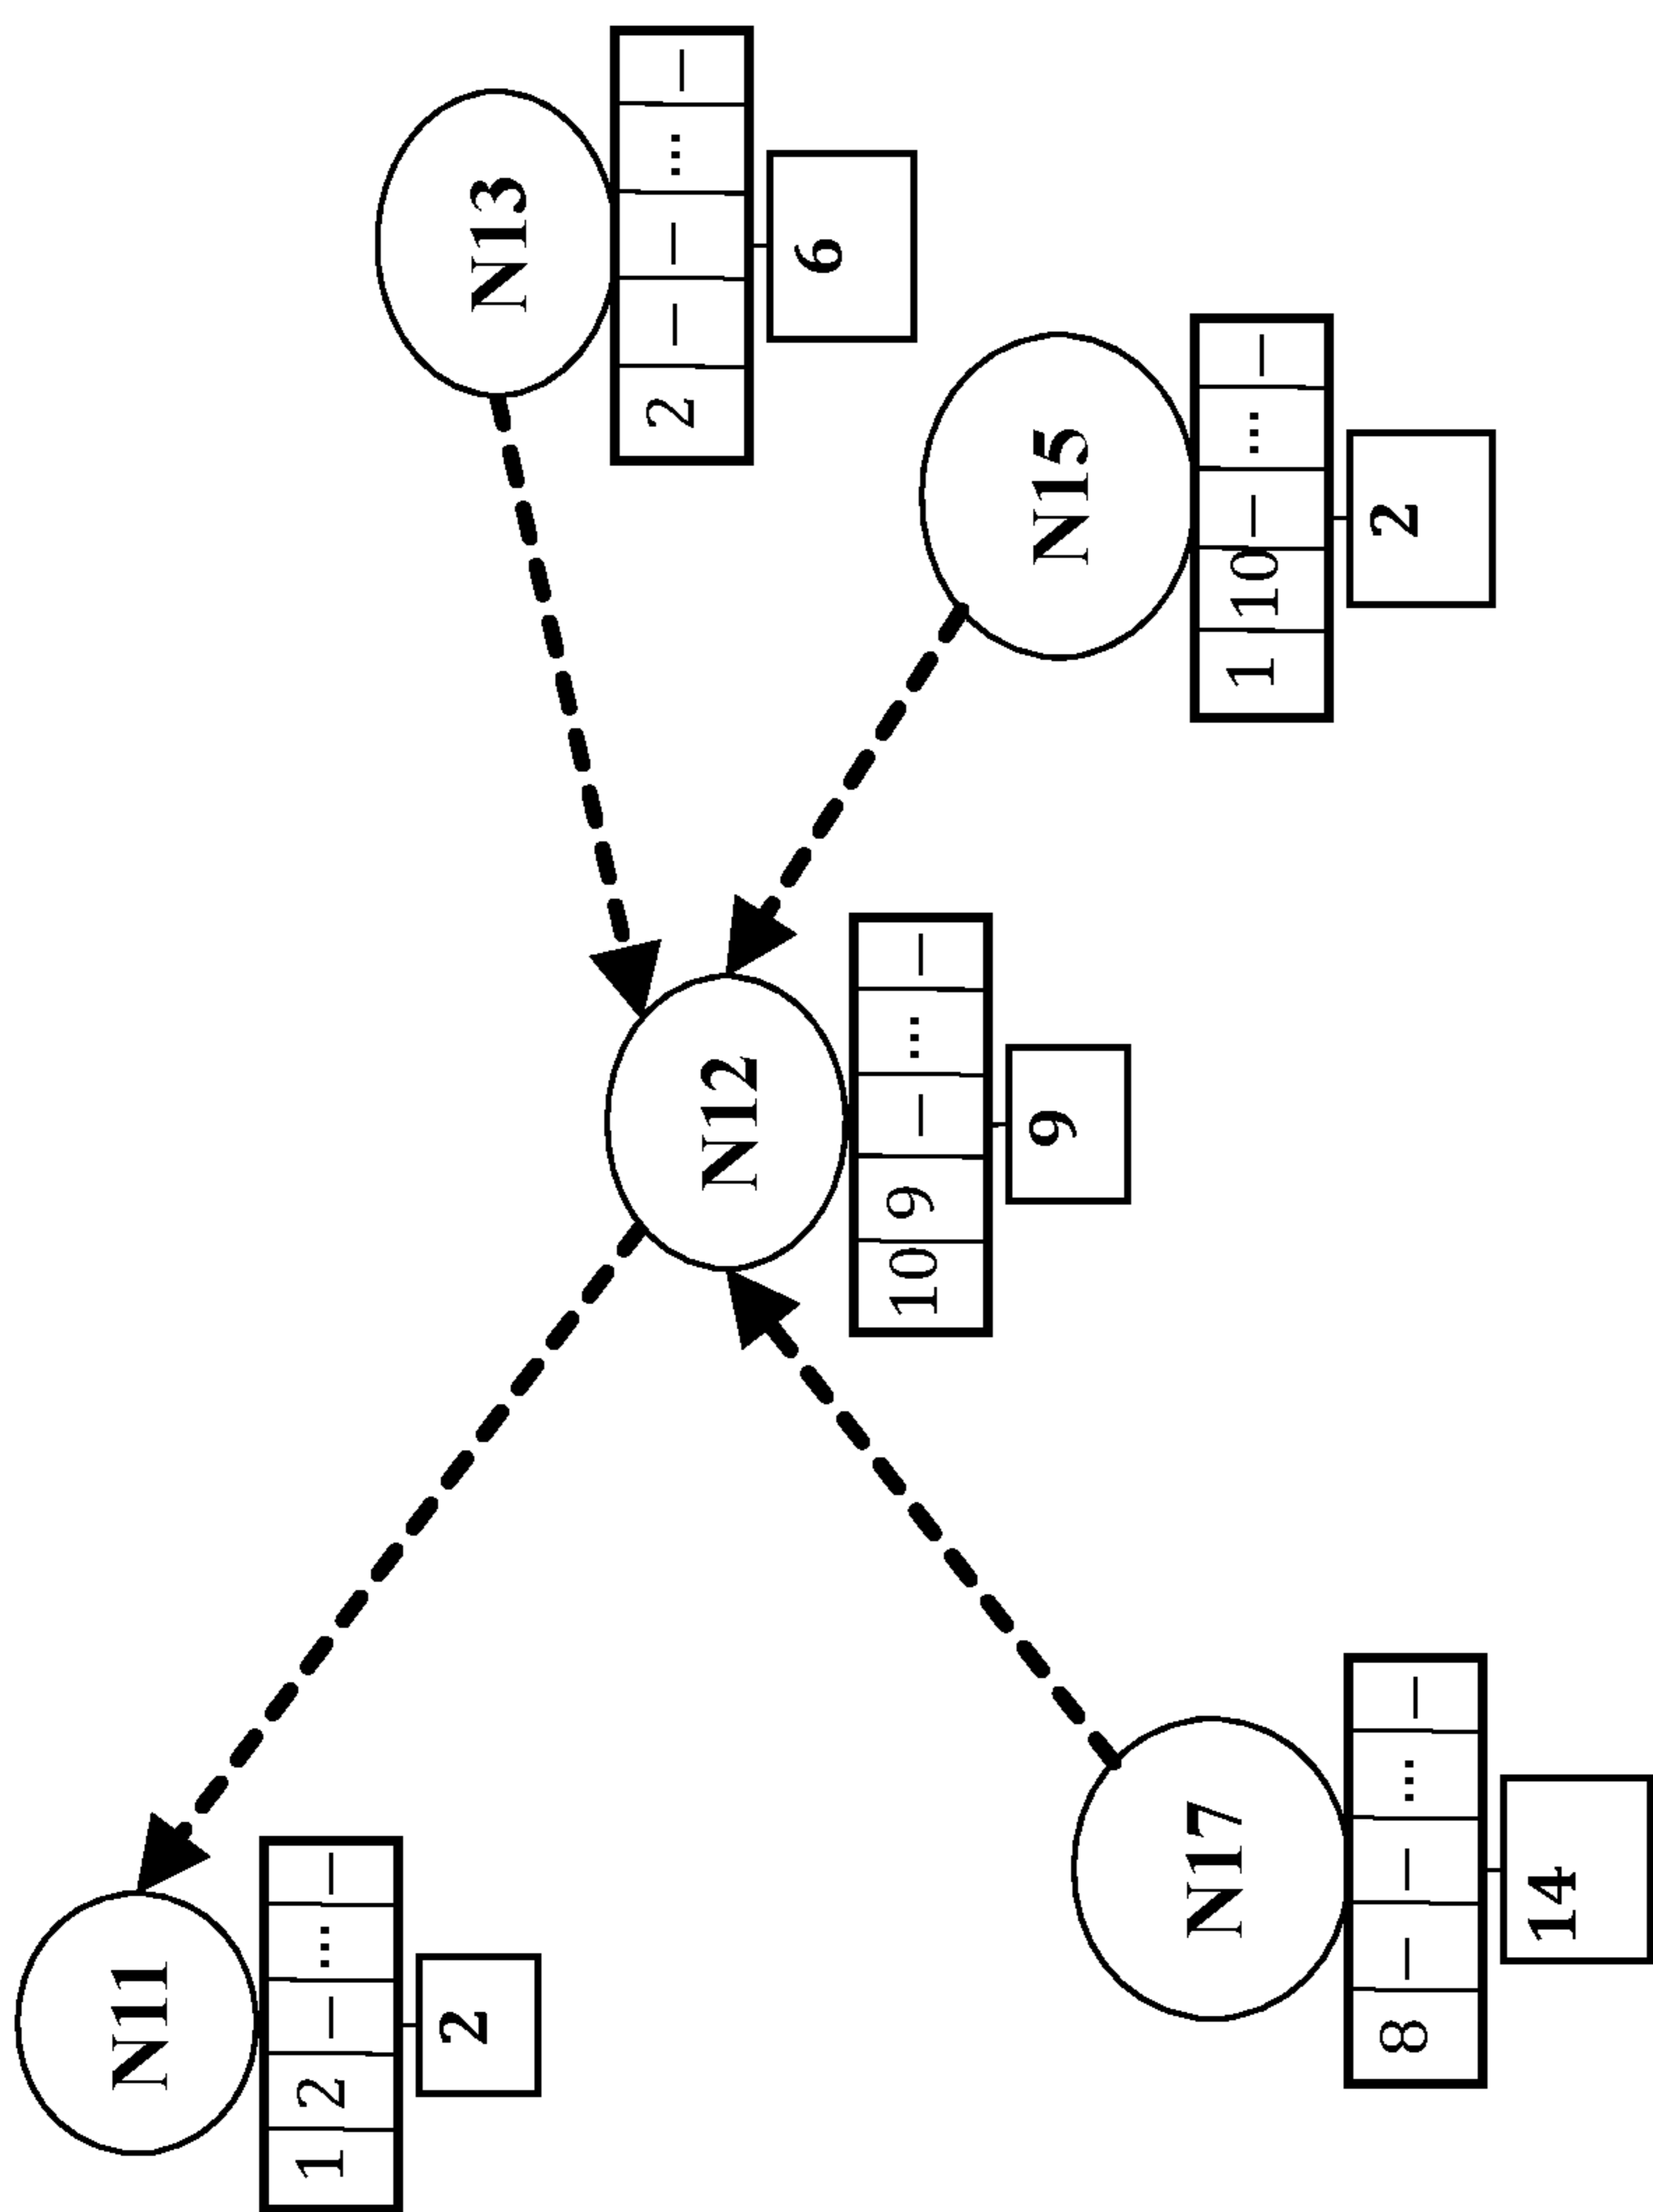 N11
1 2 – ... –
2
N13
2 – – ... –
6
N12
10 9 – ... –
9
N15
1 10 – ... –
2
N17
8 – – ... –
14